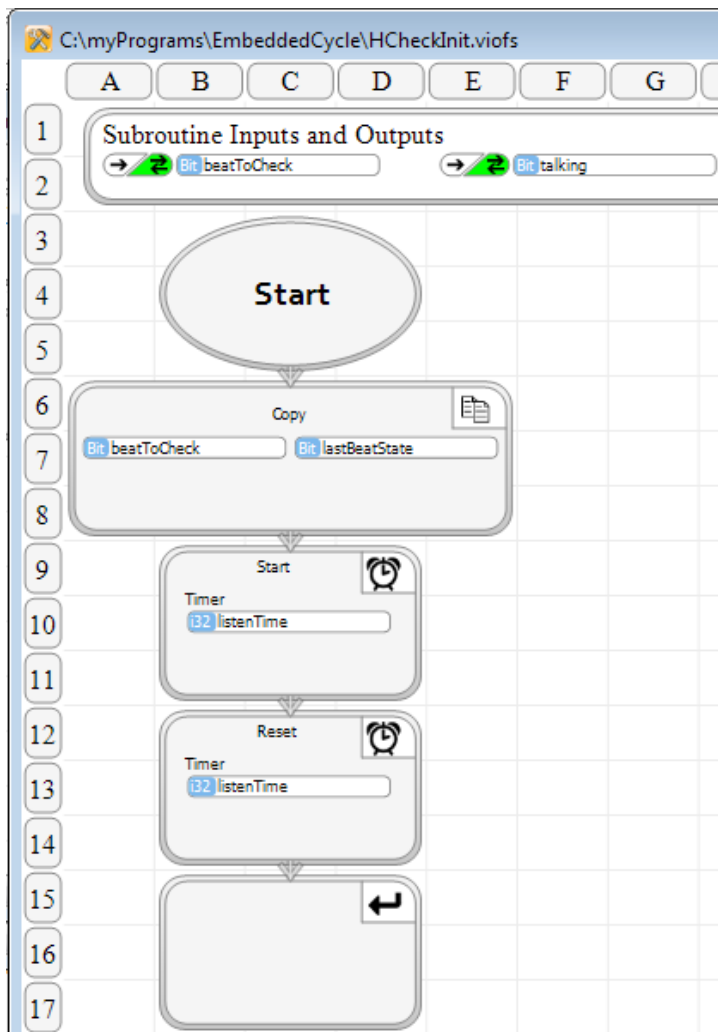 C:\myPrograms\EmbeddedCycle\HCheckInit.viofs
A B C D E F G
1 Subroutine Inputs and Outputs
2 Bit beatToCheck Bit talking
3
4 Start
5
6 Copy
7 Bit beatToCheck Bit lastBeatState
8
9 Start
Timer
10 i32 listenTime
11
12 Reset
Timer
13 i32 listenTime
14
15
16
17